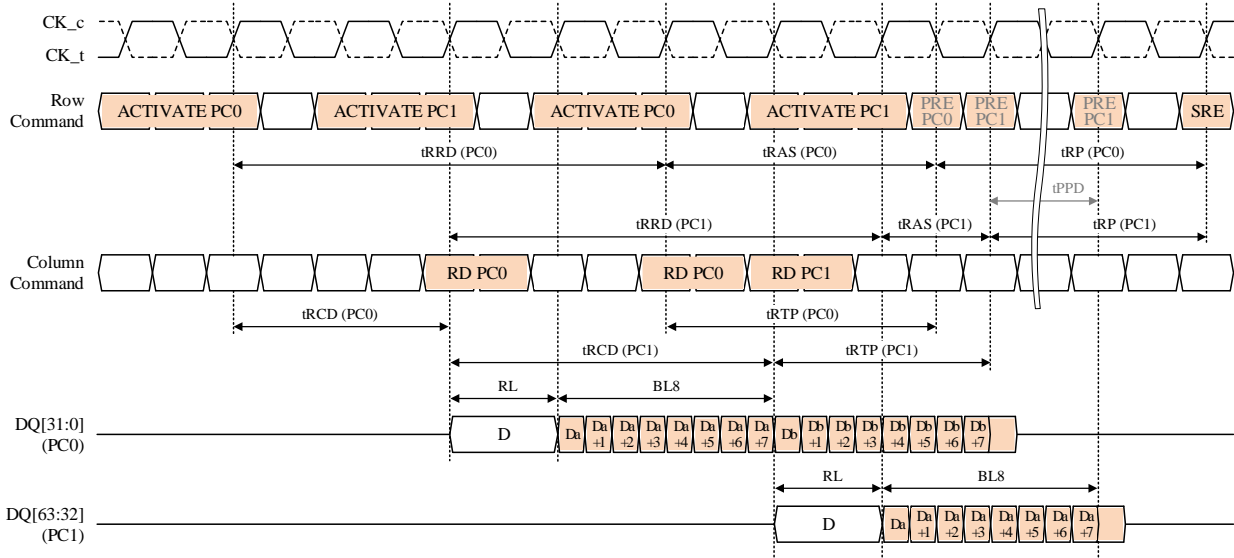 CK_c
CK_t
Row
Command
ACTIVATE PC0
ACTIVATE PC1
ACTIVATE PC0
ACTIVATE PC1
PRE
PC0
PRE
PC1
PRE
PC1
SRE
tRRD (PC0)
tRAS (PC0)
tRP (PC0)
tPPD
tRRD (PC1)
tRAS (PC1)
tRP (PC1)
Column
Command
RD PC0
RD PC0
RD PC1
tRCD (PC0)
tRTP (PC0)
tRCD (PC1)
tRTP (PC1)
RL
BL8
DQ[31:0]
(PC0)
D
Da
Da
+1
Da
+2
Da
+3
Da
+4
Da
+5
Da
+6
Da
+7
Db
Db
+1
Db
+2
Db
+3
Db
+4
Db
+5
Db
+6
Db
+7
RL
BL8
DQ[63:32]
(PC1)
D
Da
Da
+1
Da
+2
Da
+3
Da
+4
Da
+5
Da
+6
Da
+7